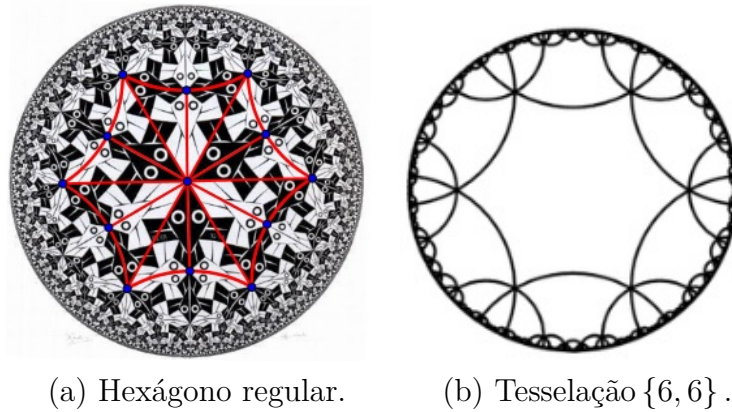 (a) Hexágono regular.
(b) Tesselação {6, 6} .